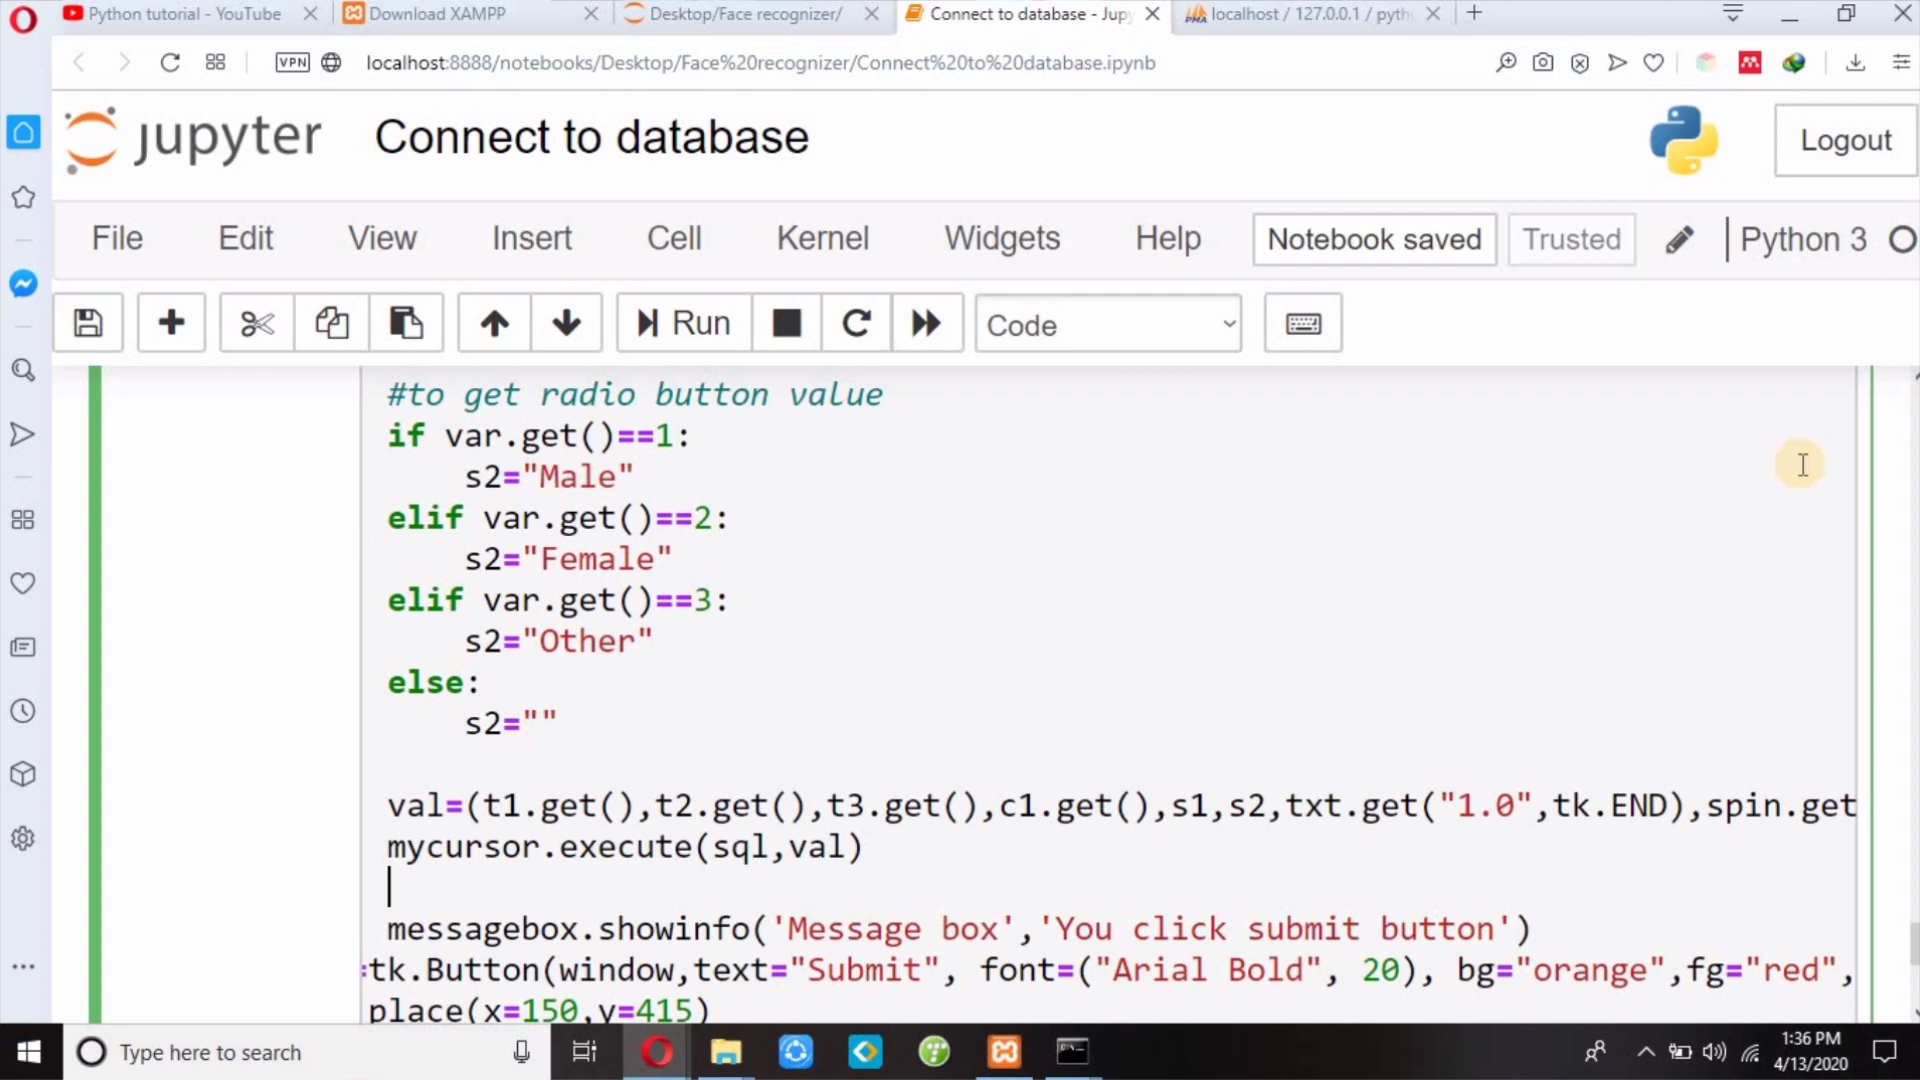 Python tutorial - YouTube
Download XAMPP
Desktop/Face recognizer/
Connect to database - Jup
localhost / 127.0.0.1 / pyth
VPN
localhost:8888/notebooks/Desktop/Face%20recognizer/Connect%20to%20database.ipynb
jupyter
Connect to database
Logout
File
Edit
View
Insert
Cell
Kernel
Widgets
Help
Notebook saved
Trusted
Python 3
Run
Code
#to get radio button value
if var.get()==1:
s2="Male"
elif var.get()==2:
s2="Female"
elif var.get()==3:
s2="Other"
else:
s2=""
val=(t1.get(),t2.get(),t3.get(),c1.get(),s1,s2,txt.get("1.0",tk.END),spin.get
mycursor.execute(sql,val)
messagebox.showinfo('Message box','You click submit button')
=tk.Button(window,text="Submit", font=("Arial Bold", 20), bg="orange",fg="red",
place(x=150,y=415)
Type here to search
1:36 PM
4/13/2020